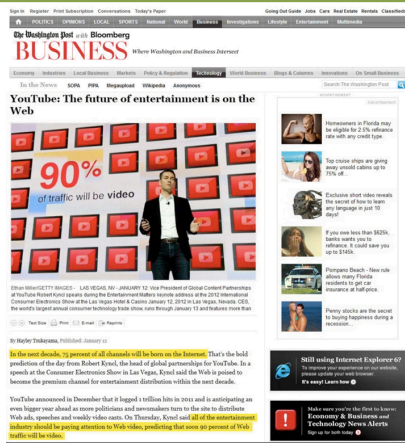 Sign In Register Print Subscription Conversations Today's Paper
Going Out Guide Jobs Cars Real Estate Rentals Classifieds
POLITICS OPINIONS LOCAL SPORTS National World Business Investigations Lifestyle Entertainment Multimedia
The Washington Post with Bloomberg
BUSINESS Where Washington and Business Intersect
Economy Industries Local Business Markets Policy & Regulation Technology World Business Blogs & Columns Innovations On Small Business
In the News SOPA PIPA Megaupload Wikipedia Anonymous
Search The Washington Post
YouTube: The future of entertainment is on the
Web
90%
of traffic will be video
Ethan Miller/GETTY IMAGES - LAS VEGAS, NV - JANUARY 12: Vice President of Global Content Partnerships
at YouTube Robert Kyncl speaks during the Entertainment Matters keynote address at the 2012 International
Consumer Electronics Show at the Las Vegas Hotel & Casino January 12, 2012 in Las Vegas, Nevada. CES,
the world's largest annual consumer technology trade show, runs through January 13 and features more than
Text Size Print E-mail Reprints
By Hayley Tsukayama, Published: January 12
In the next decade, 75 percent of all channels will be born on the Internet. That's the bold
prediction of the day from Robert Kyncl, the head of global partnerships for YouTube. In a
speech at the Consumer Electronics Show in Las Vegas, Kyncl said the Web is poised to
become the premium channel for entertainment distribution within the next decade.
YouTube announced in December that it logged 1 trillion hits in 2011 and is anticipating an
even bigger year ahead as more politicians and newsmakers turn to the site to distribute
Web ads, speeches and weekly video oasts. On Thursday, Kyncl said all of the entertainment
industry should be paying attention to Web video, predicting that soon 90 percent of Web
traffic will be video.
Advertisement
Homeowners in Florida may
be eligible for 2.5% refinance
rate with any credit type.
Top cruise ships are giving
away unsold cabins up to
75% off...
Exclusive short video reveals
the secret of how to learn
any language in just 10
days!
If you owe less than $625k,
banks wants you to
refinance. It could save you
up to $145k.
Pompano Beach - New rule
allows many Florida
residents to get car
insurance at half-price.
Penny stocks are the secret
to buying happiness during a
recession...
Still using Internet Explorer 6?
To improve your experience on our website,
please update your web browser.
It's easy! Learn how
Make sure you're the first to know:
Economy & Business and
Technology News Alerts
Sign up for both today